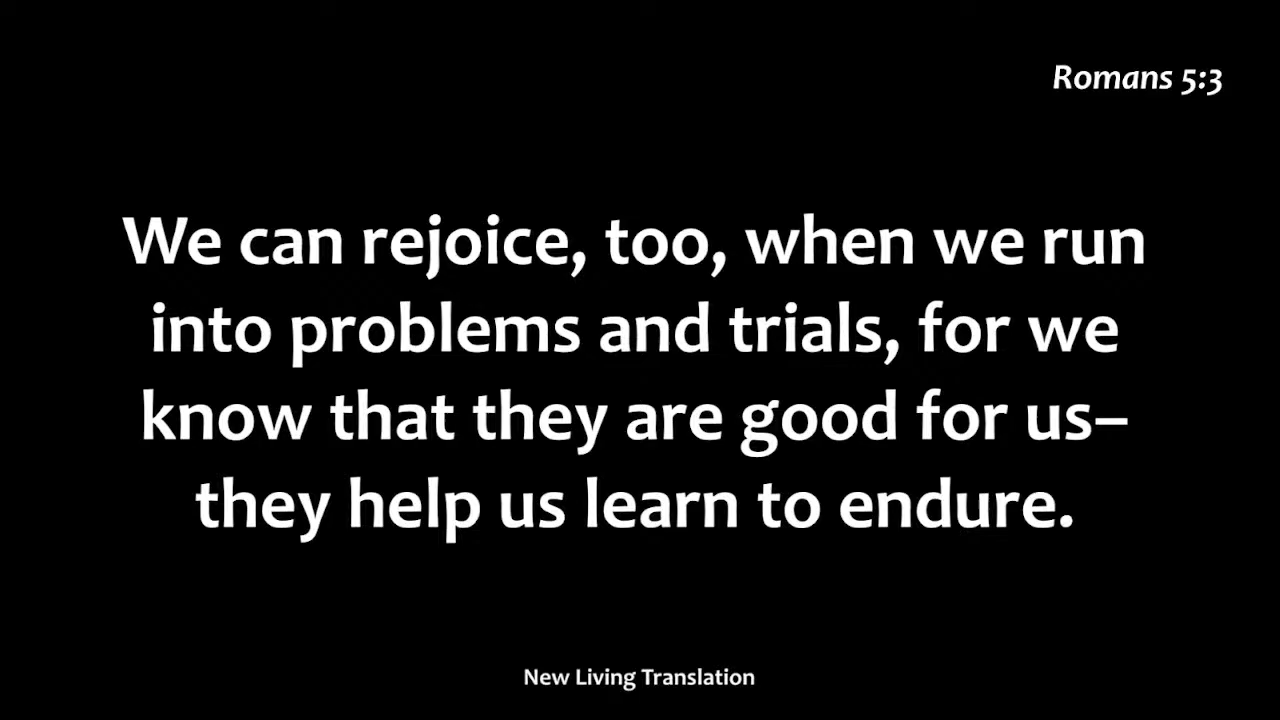 Romans 5:3
We can rejoice, too, when we run
into problems and trials, for we
know that they are good for us–
they help us learn to endure.
New Living Translation